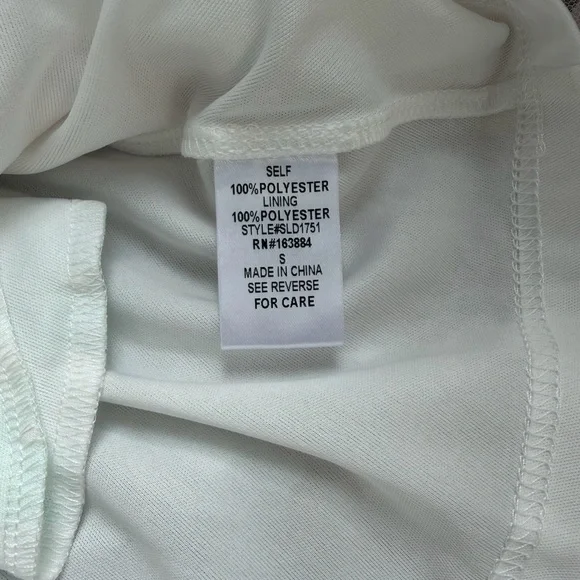 SELF
100%POLYESTER
LINING
100%POLYESTER
STYLE#SLD1751
RN#163884
S
MADE IN CHINA
SEE REVERSE
FOR CARE